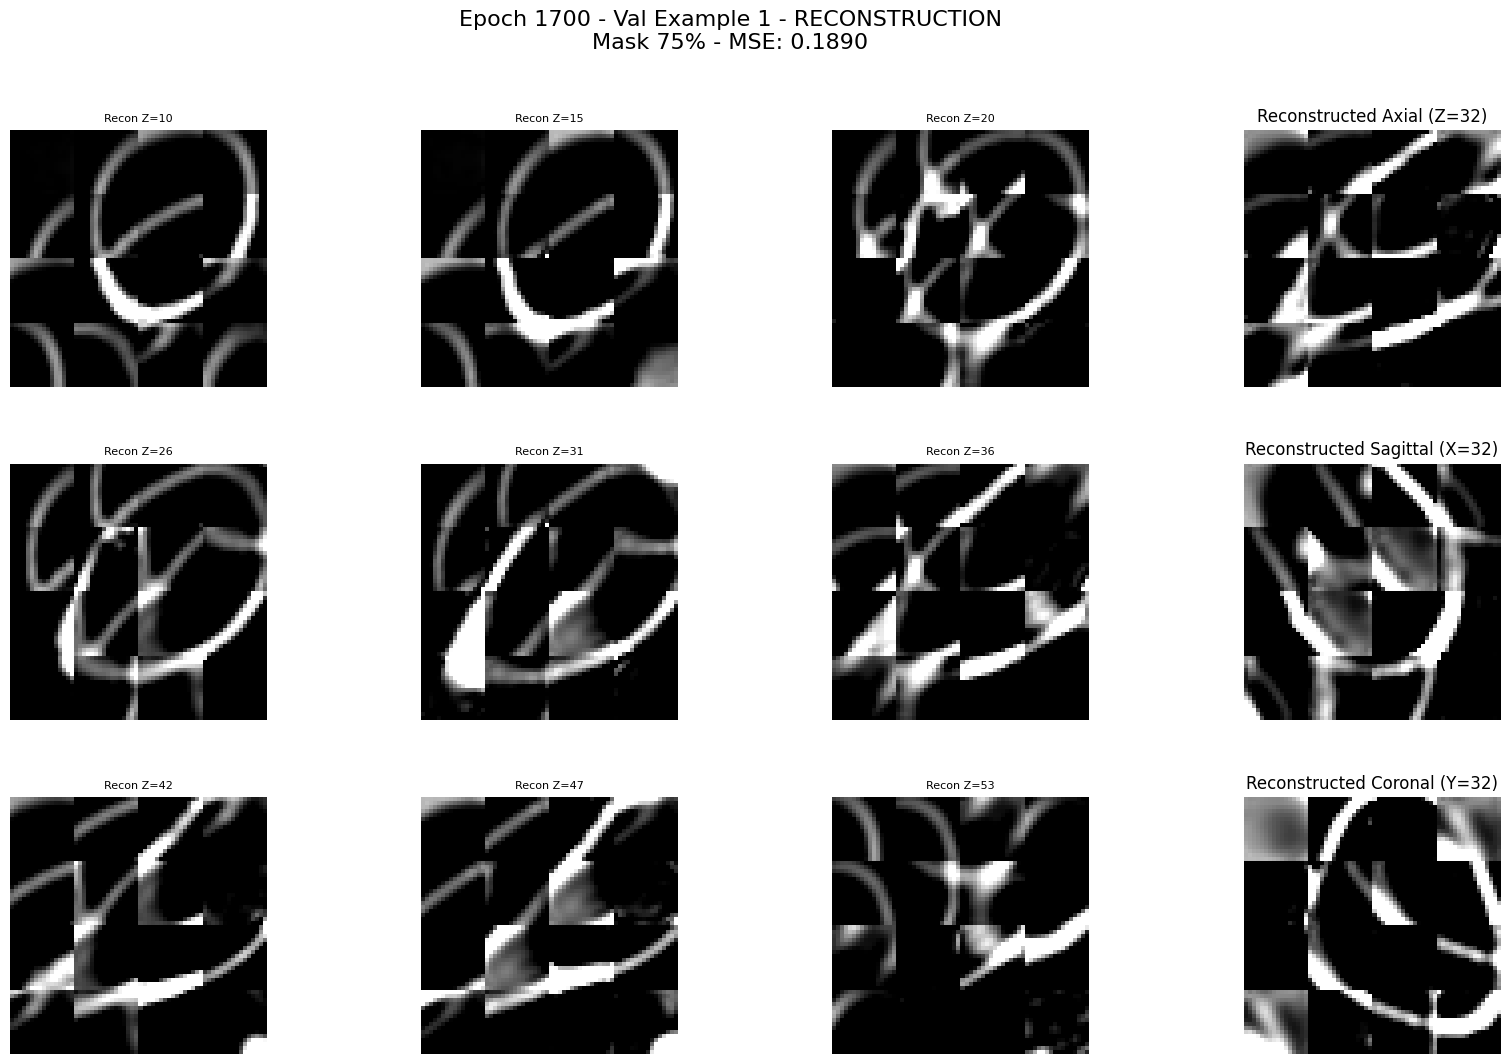 Epoch 1700 - Val Example 1 - RECONSTRUCTION
Mask 75% - MSE: 0.1890
Recon Z=10
Recon Z=15
Recon Z=20
Reconstructed Axial (Z=32)
Recon Z=26
Recon Z=31
Recon Z=36
Reconstructed Sagittal (X=32)
Recon Z=42
Recon Z=47
Recon Z=53
Reconstructed Coronal (Y=32)